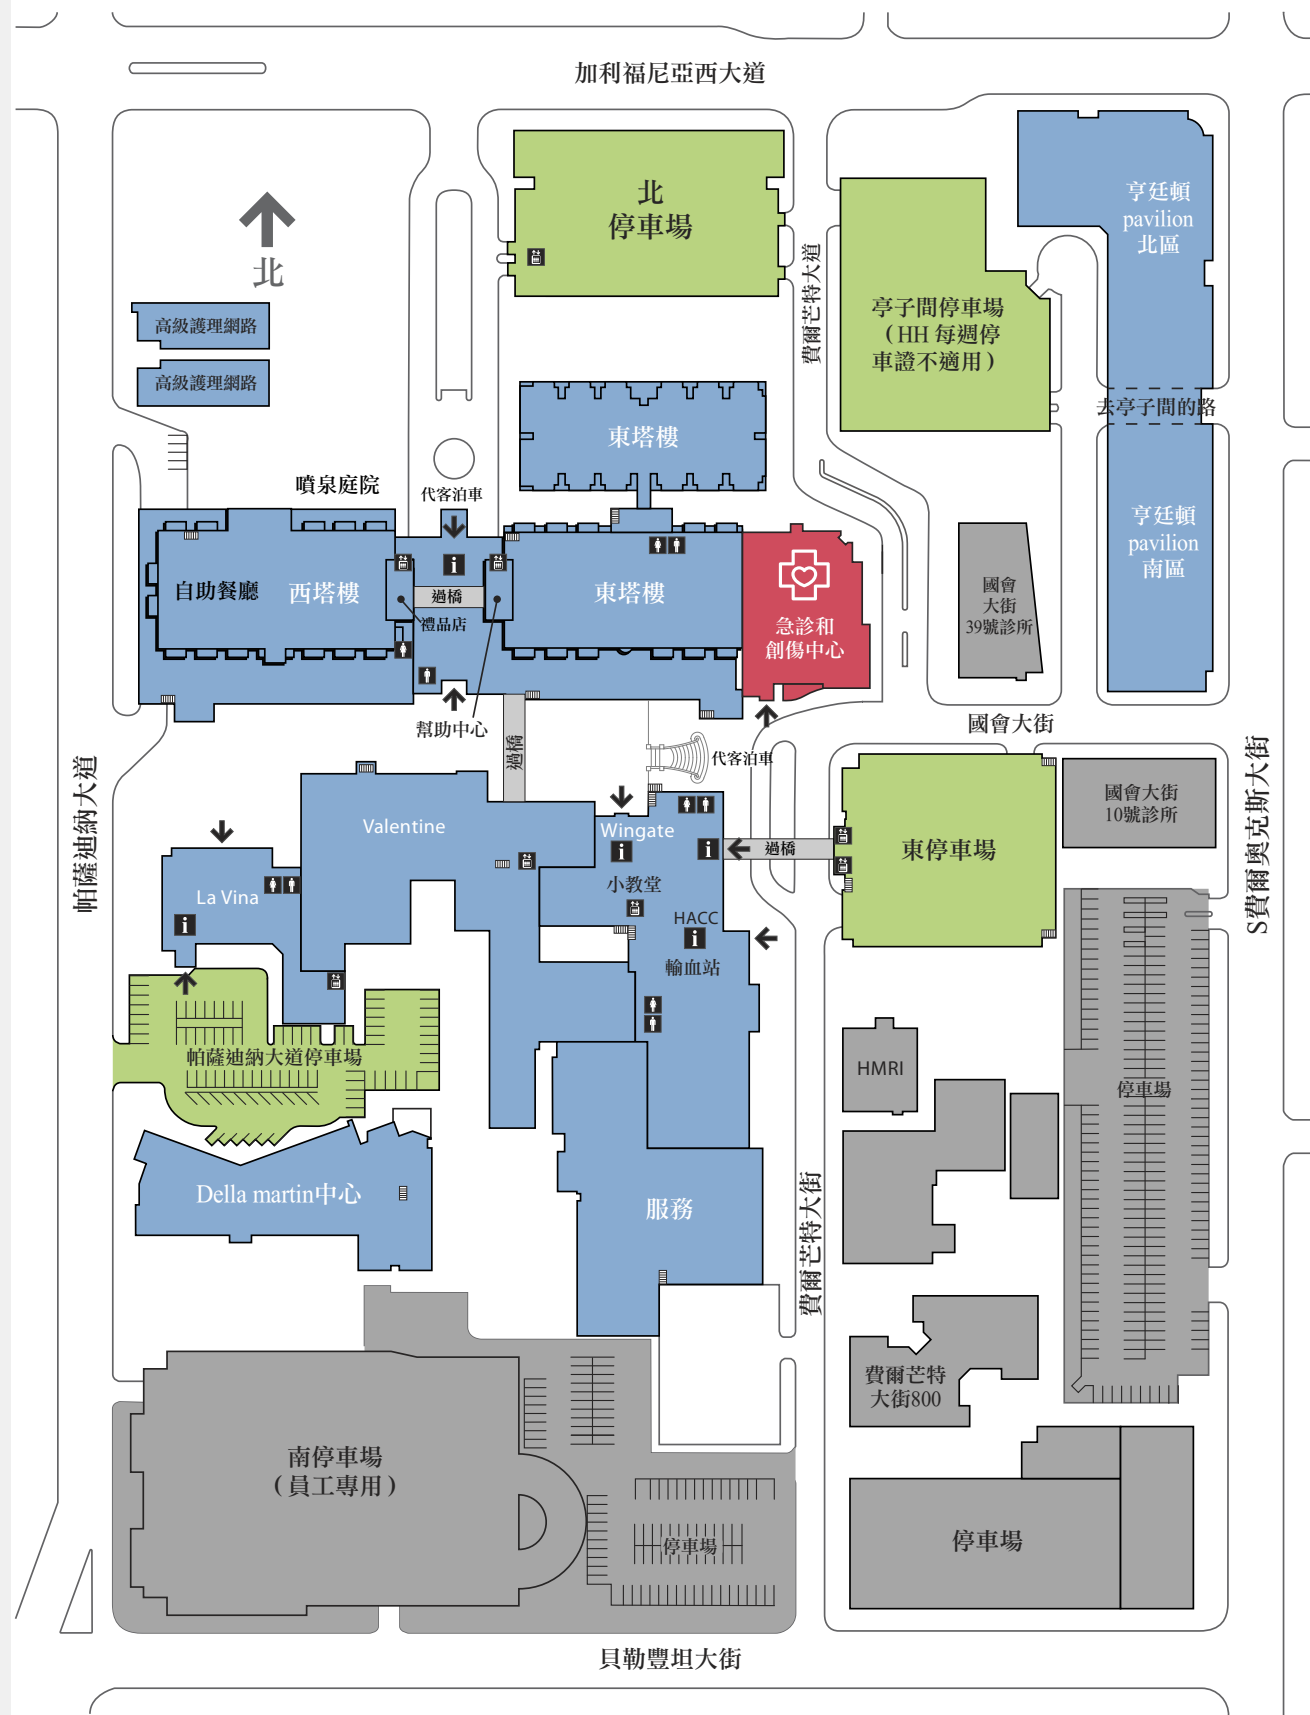 加利福尼亞西大道
北
停車場
亨廷頓
pavilion
北區
北
費爾芒特大道
亭子間停車場
（HH 每週停
車證不適用）
高級護理網路
高級護理網路
去亭子間的路
東塔樓
噴泉庭院
代客泊車
亨廷頓
pavilion
南區
自助餐廳
西塔樓
過橋
東塔樓
國會
大街
39號診所
禮品店
急診和
創傷中心
幫助中心
國會大街
過橋
代客泊車
帕薩迪納大道
S費爾奧克斯大街
國會大街
10號診所
Valentine
Wingate
過橋
東停車場
La Vina
小教堂
HACC
輸血站
帕薩迪納大道停車場
HMRI
停車場
Della martin中心
服務
費爾芒特大街
費爾芒特
大街800
南停車場
（員工專用）
停車場
停車場
貝勒豐坦大街